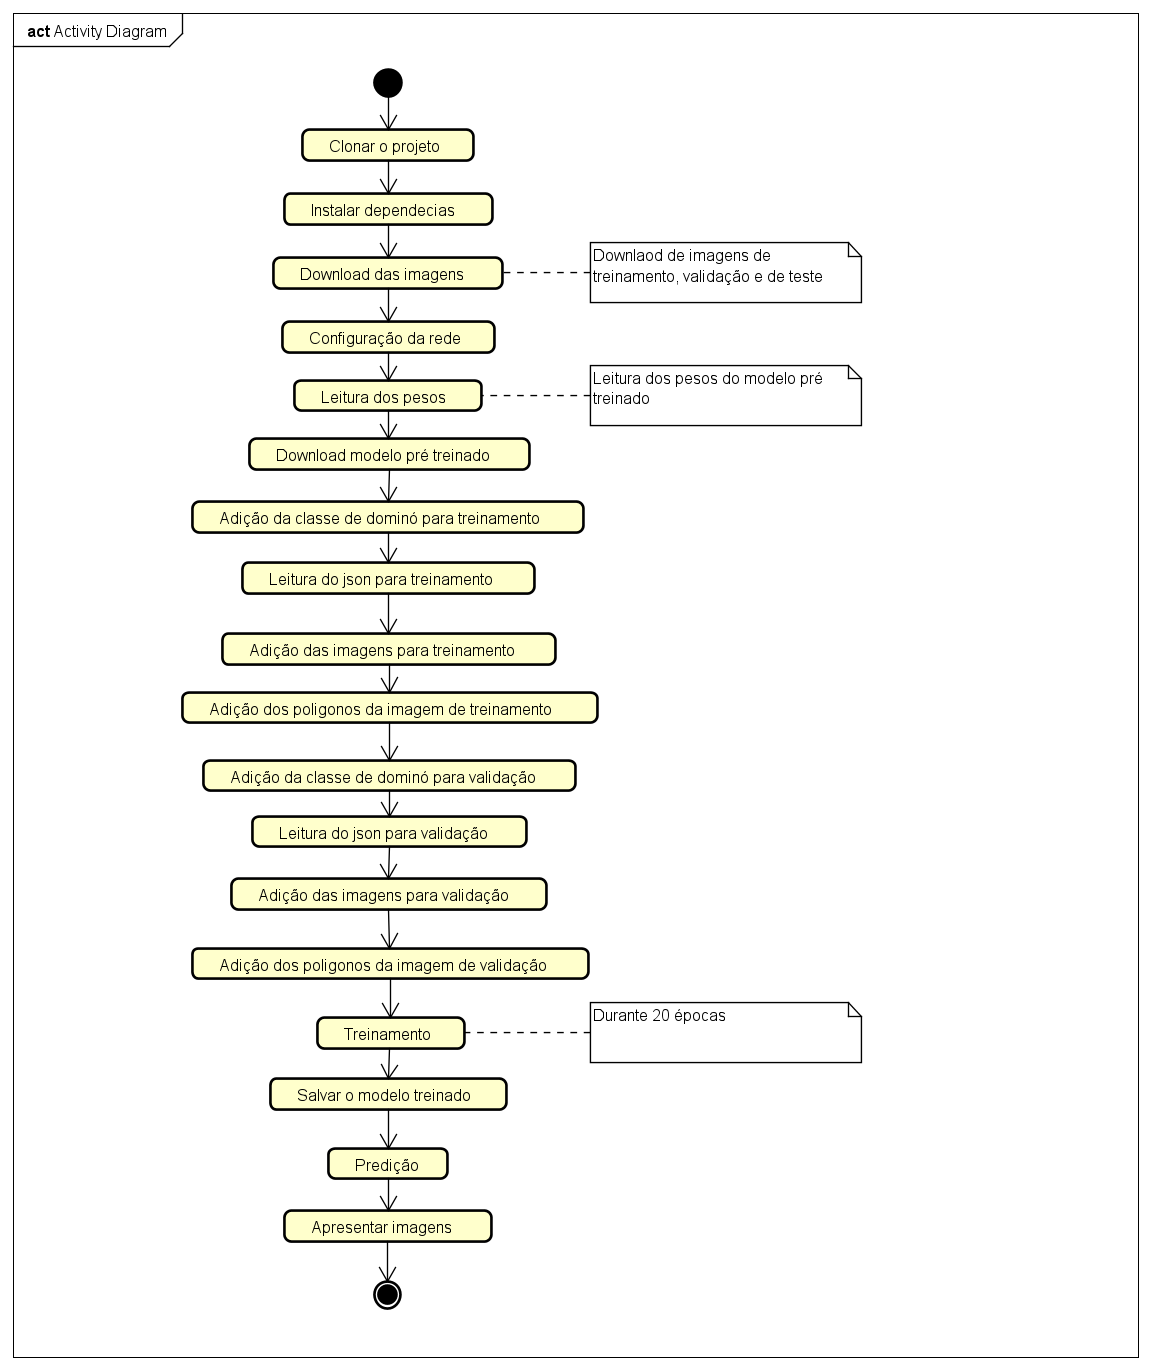 act Activity Diagram
Clonar o projeto
Instalar dependecias
Download das imagens
Downlaod de imagens de
treinamento, validação e de teste
Configuração da rede
Leitura dos pesos
Leitura dos pesos do modelo pré
treinado
Download modelo pré treinado
Adição da classe de dominó para treinamento
Leitura do json para treinamento
Adição das imagens para treinamento
Adição dos poligonos da imagem de treinamento
Adição da classe de dominó para validação
Leitura do json para validação
Adição das imagens para validação
Adição dos poligonos da imagem de validação
Treinamento
Durante 20 épocas
Salvar o modelo treinado
Predição
Apresentar imagens